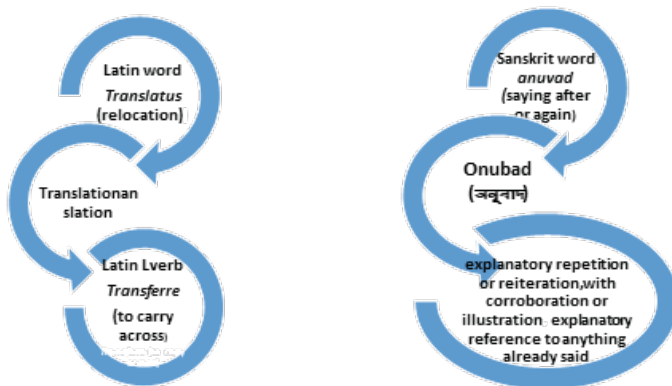 Latin word
Translatus
(relocation)
Translationan
slation
Latin Lverb
Transferre
(to carry
across)
Sanskrit word
anuvad
(saying after
or again)
Onubad
(অনুবাদ)
explanatory repetition
or reiteration,with
corroboration or
illustration: explanatory
reference to anything
already said